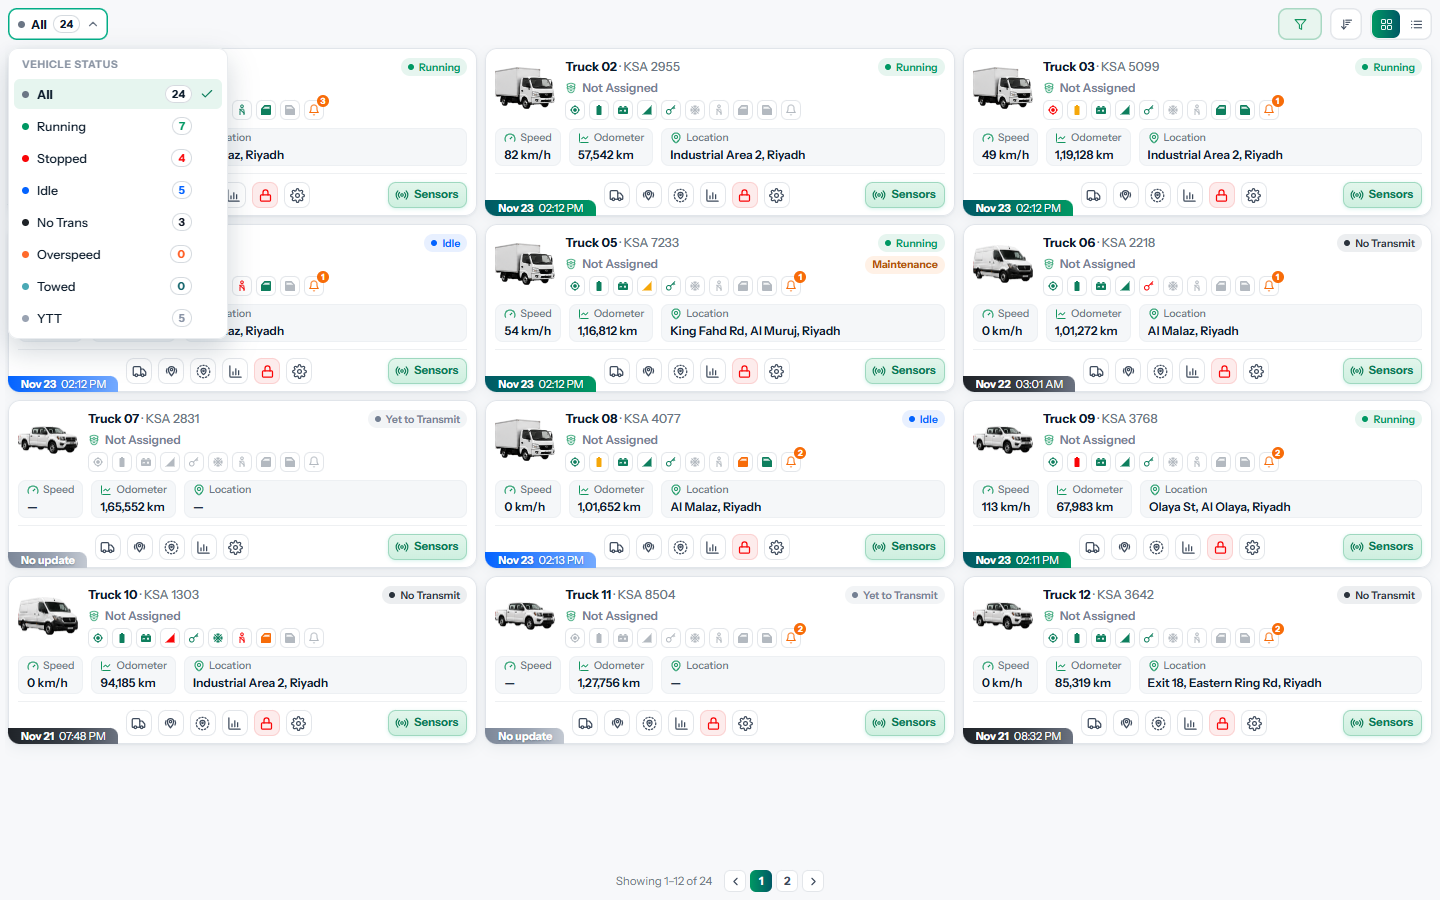 All 24
VEHICLE STATUS
All 24
Running 7
Stopped 4
Idle 5
No Trans 3
Overspeed 0
Towed 0
YTT 5
Running
3
Sensors
Truck 02 · KSA 2955 Running
Not Assigned
Speed Odometer Location
82 km/h 57,542 km Industrial Area 2, Riyadh
Nov 23 02:12 PM Sensors
Truck 03 · KSA 5099 Running
Not Assigned
1
Speed Odometer Location
49 km/h 1,19,128 km Industrial Area 2, Riyadh
Nov 23 02:12 PM Sensors
Idle
1
Riyadh
Nov 23 02:12 PM Sensors
Truck 05 · KSA 7233 Running
Not Assigned Maintenance
1
Speed Odometer Location
54 km/h 1,16,812 km King Fahd Rd, Al Muruj, Riyadh
Nov 23 02:12 PM Sensors
Truck 06 · KSA 2218 No Transmit
Not Assigned
1
Speed Odometer Location
0 km/h 1,01,272 km Al Malaz, Riyadh
Nov 22 03:01 AM Sensors
Truck 07 · KSA 2831 Yet to Transmit
Not Assigned
Speed Odometer Location
— 1,65,552 km —
No update Sensors
Truck 08 · KSA 4077 Idle
Not Assigned
2
Speed Odometer Location
0 km/h 1,01,652 km Al Malaz, Riyadh
Nov 23 02:13 PM Sensors
Truck 09 · KSA 3768 Running
Not Assigned
2
Speed Odometer Location
113 km/h 67,983 km Olaya St, Al Olaya, Riyadh
Nov 23 02:11 PM Sensors
Truck 10 · KSA 1303 No Transmit
Not Assigned
Speed Odometer Location
0 km/h 94,185 km Industrial Area 2, Riyadh
Nov 21 07:48 PM Sensors
Truck 11 · KSA 8504 Yet to Transmit
Not Assigned
2
Speed Odometer Location
— 1,27,756 km —
No update Sensors
Truck 12 · KSA 3642 No Transmit
Not Assigned
2
Speed Odometer Location
0 km/h 85,319 km Exit 18, Eastern Ring Rd, Riyadh
Nov 21 08:32 PM Sensors
Showing 1–12 of 24 1 2